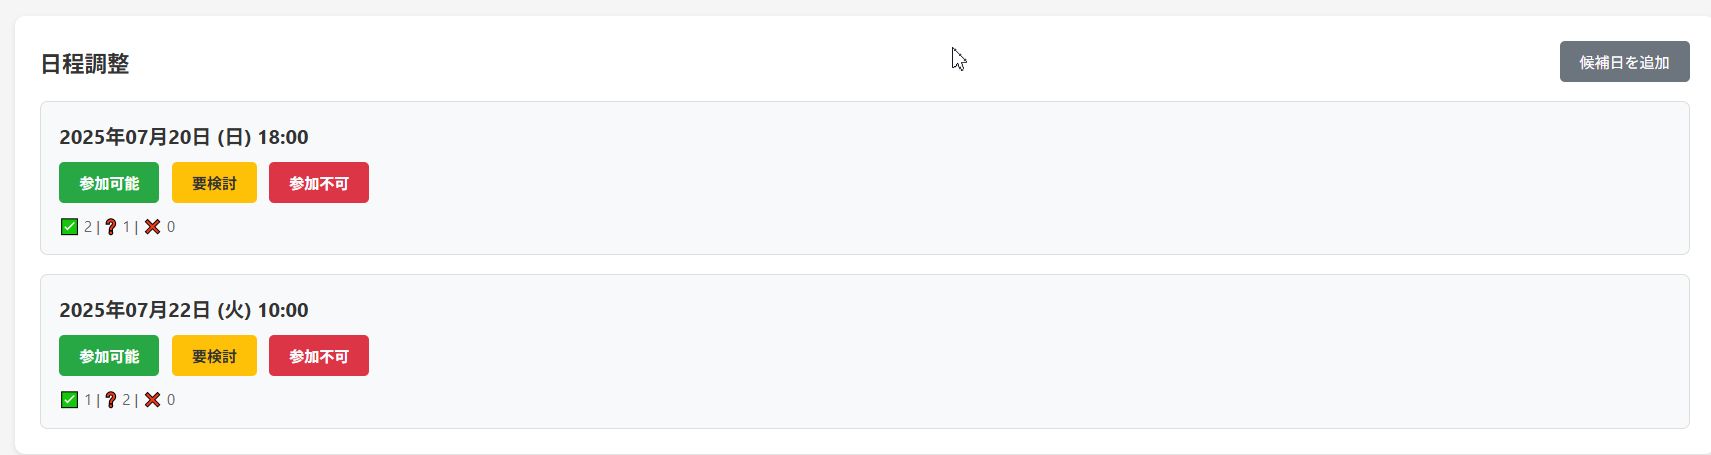 日程調整
候補日を追加
2025年07月20日 (日) 18:00
参加可能 要検討 参加不可
✅ 2 | ❓ 1 | ❌ 0
2025年07月22日 (火) 10:00
参加可能 要検討 参加不可
✅ 1 | ❓ 2 | ❌ 0